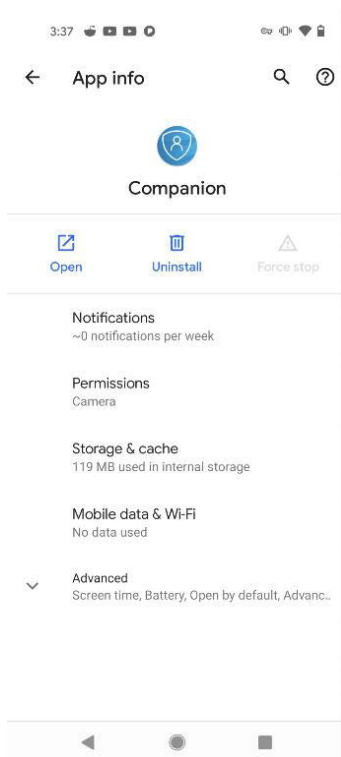 3:37
App info
Companion
Open Uninstall Force stop
Notifications
~0 notifications per week
Permissions
Camera
Storage & cache
119 MB used in internal storage
Mobile data & Wi-Fi
No data used
Advanced
Screen time, Battery, Open by default, Advanc..